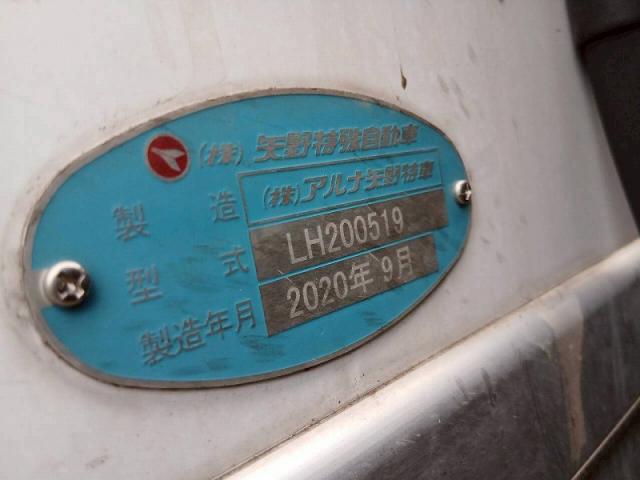 (株)矢野特殊自動車
製造 (株)アルナ矢野特車
型式 LH200519
製造年月 2020年 9月